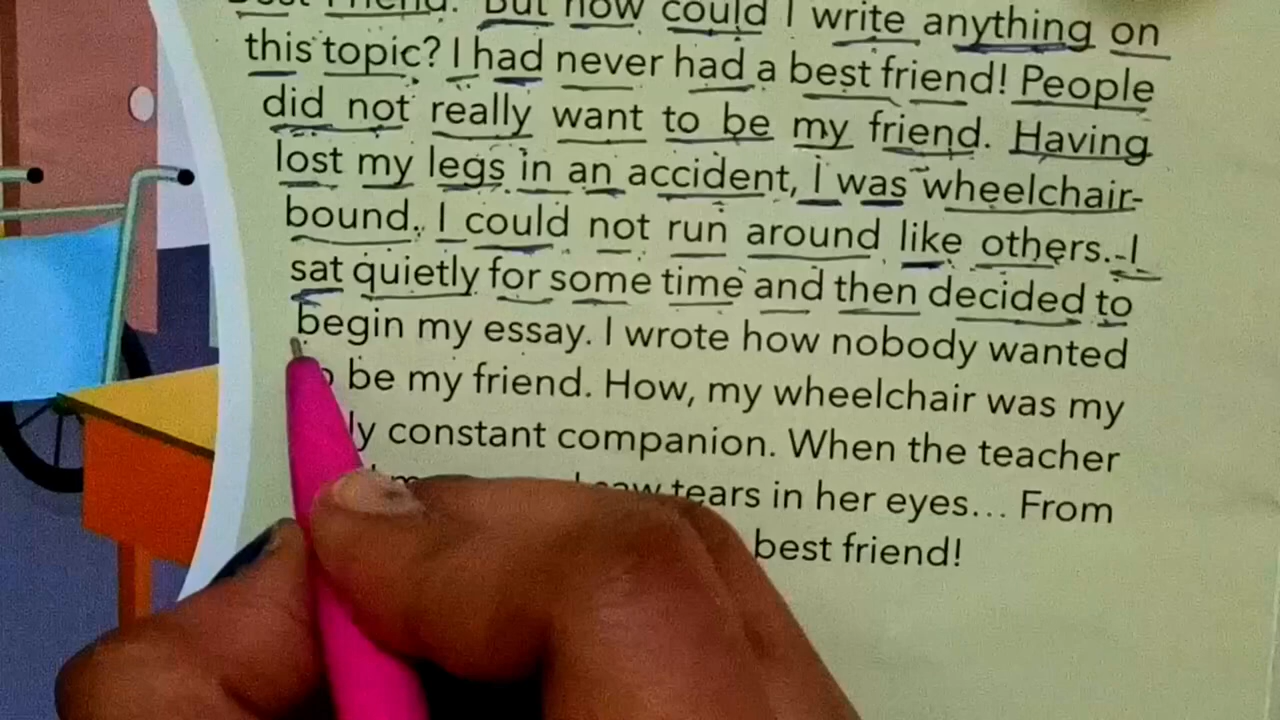 Best Friend. But how could I write anything on
this topic? I had never had a best friend! People
did not really want to be my friend. Having
lost my legs in an accident, I was wheelchair-
bound. I could not run around like others. I
sat quietly for some time and then decided to
begin my essay. I wrote how nobody wanted
be my friend. How, my wheelchair was my
constant companion. When the teacher
saw tears in her eyes... From
best friend!